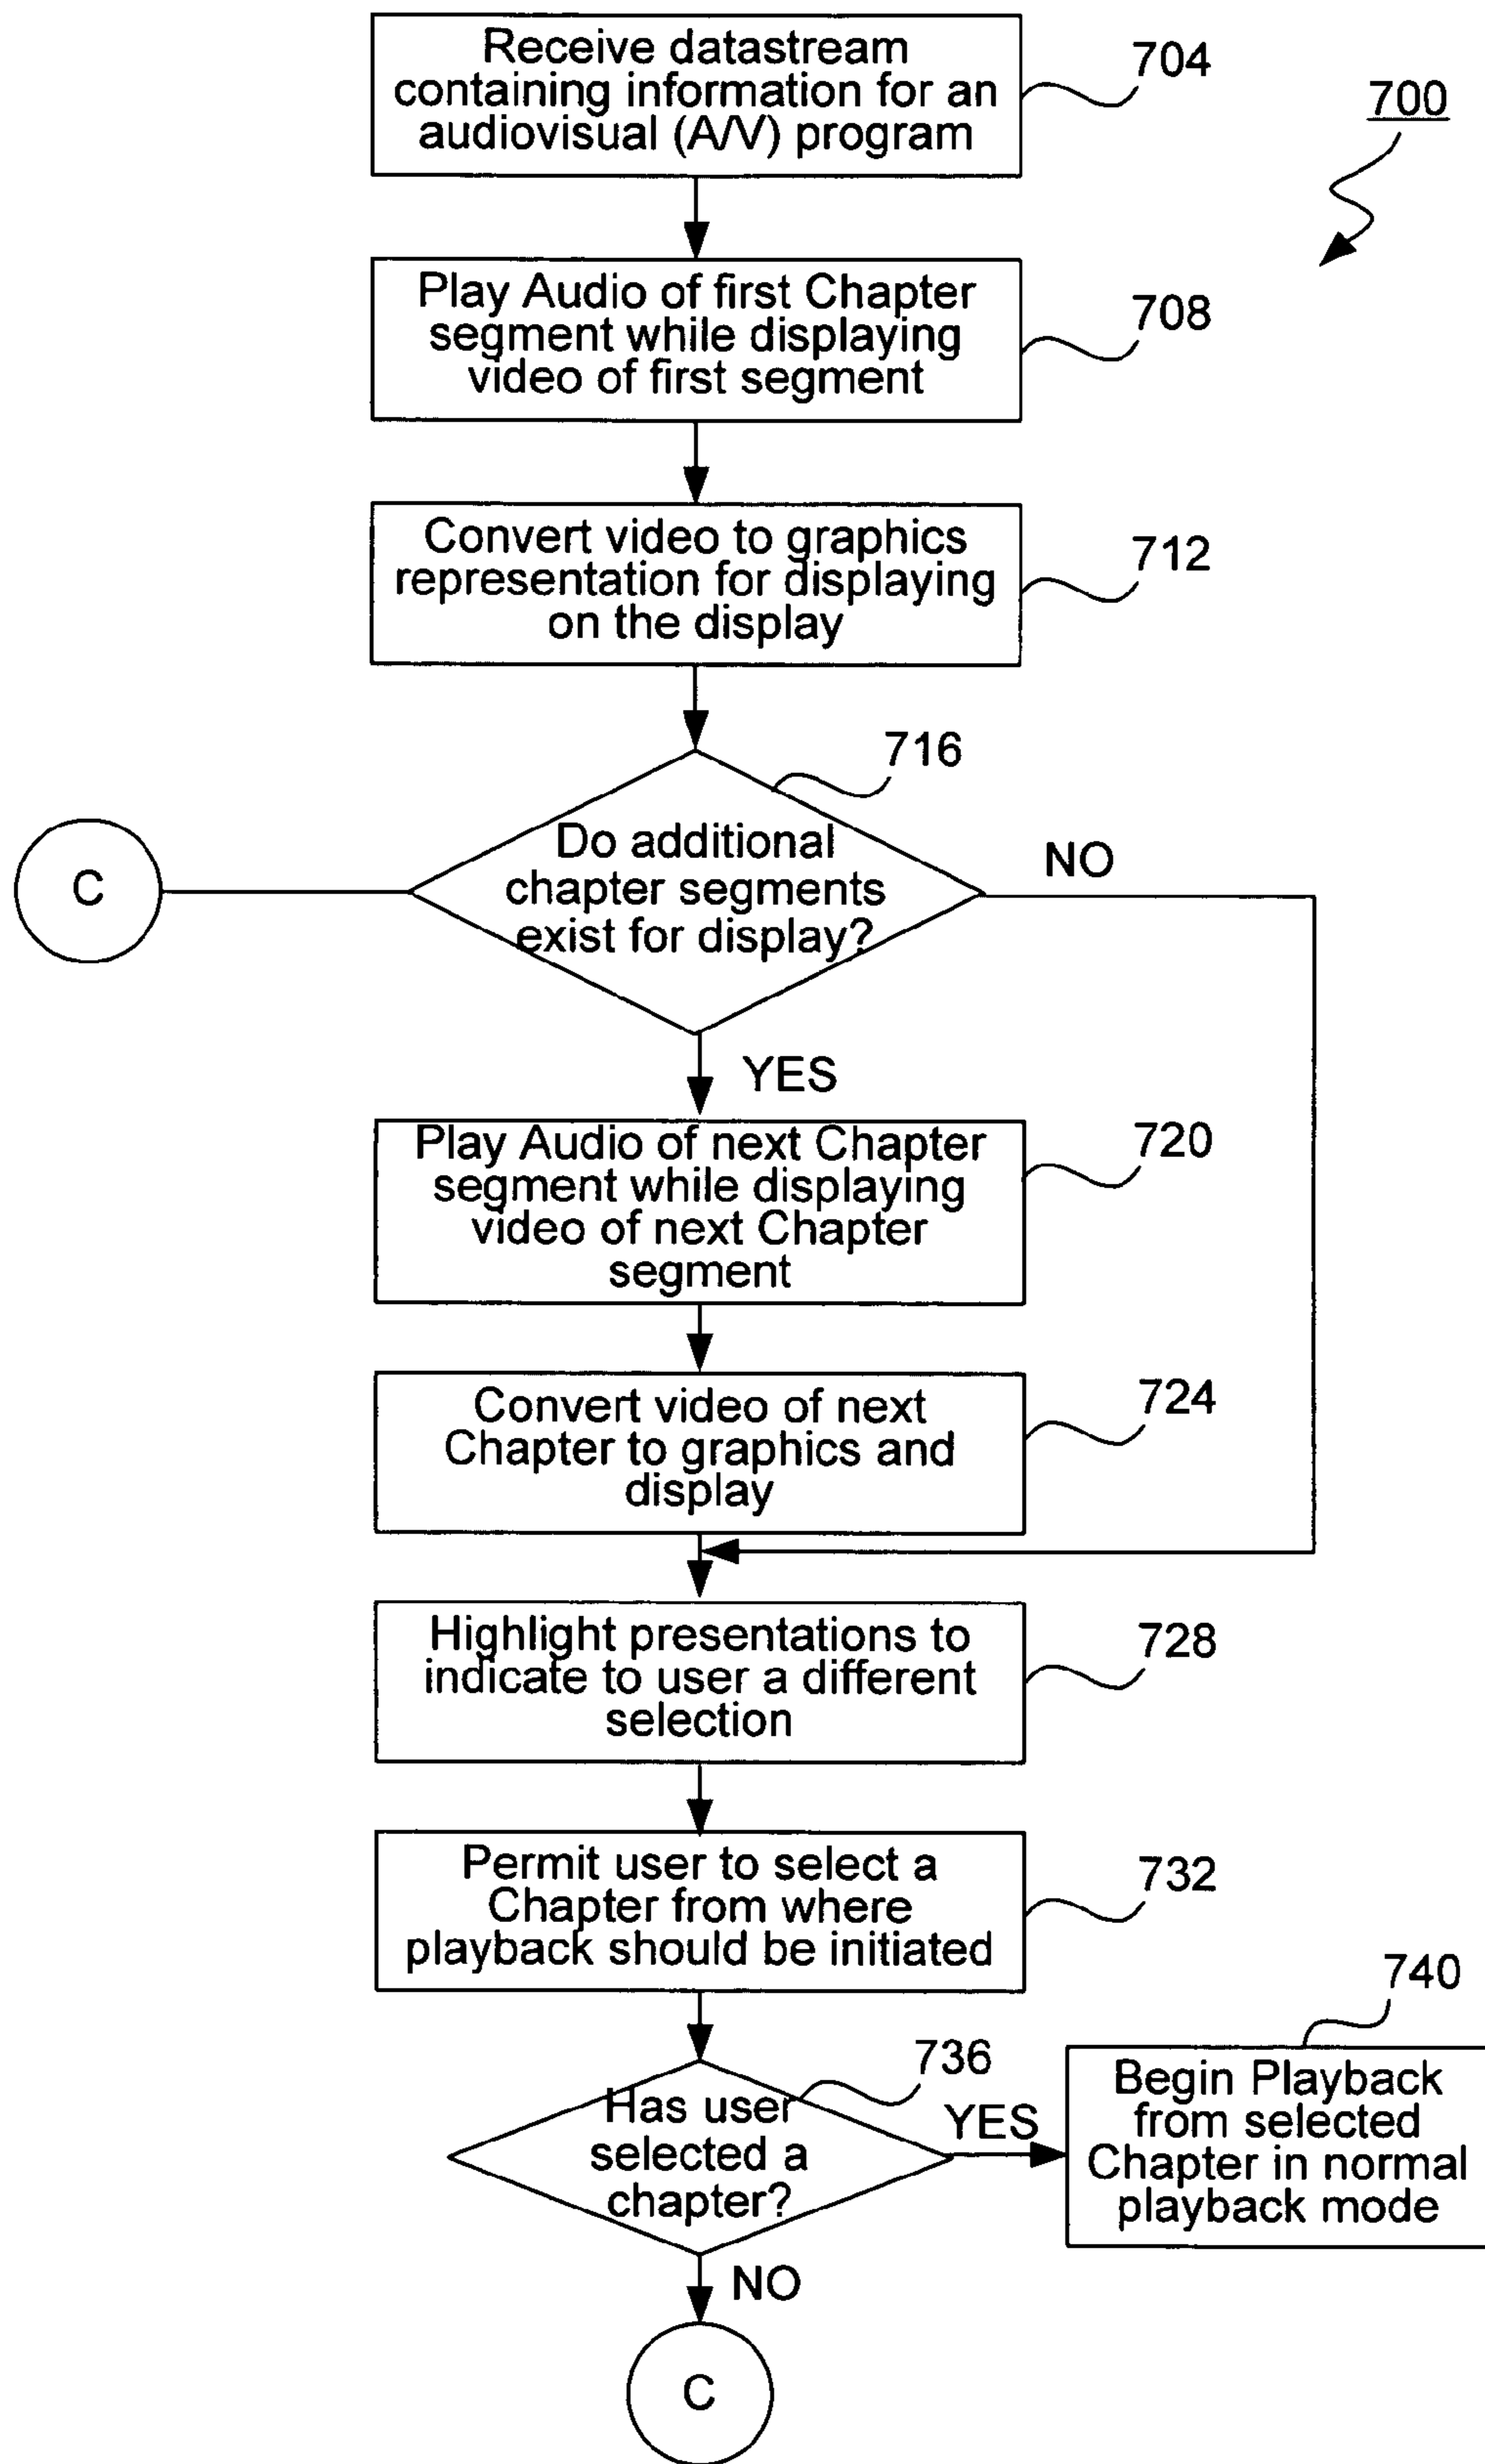 Receive datastream
containing information for an
audiovisual (A/V) program
704
700
Play Audio of first Chapter
segment while displaying
video of first segment
708
Convert video to graphics
representation for displaying
on the display
712
716
Do additional
chapter segments
exist for display?
C
NO
YES
Play Audio of next Chapter
segment while displaying
video of next Chapter
segment
720
Convert video of next
Chapter to graphics and
display
724
Highlight presentations to
indicate to user a different
selection
728
Permit user to select a
Chapter from where
playback should be initiated
732
736
Has user
selected a
chapter?
YES
740
Begin Playback
from selected
Chapter in normal
playback mode
NO
C